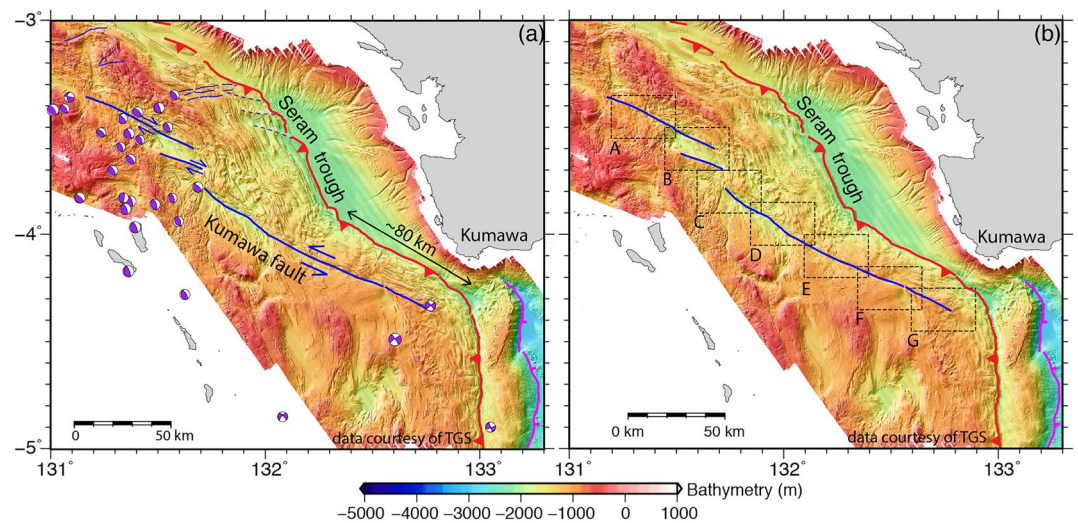 −3°
−4°
−5°
(a)
Seram trough
~80 km
Kumawa
Kumawa fault
0
50 km
data courtesy of TGS
131°
132°
133°
(b)
Seram trough
Kumawa
A
B
C
D
E
F
G
0 km
50 km
data courtesy of TGS
131°
132°
133°
Bathymetry (m)
−5000 −4000 −3000 −2000 −1000 0 1000